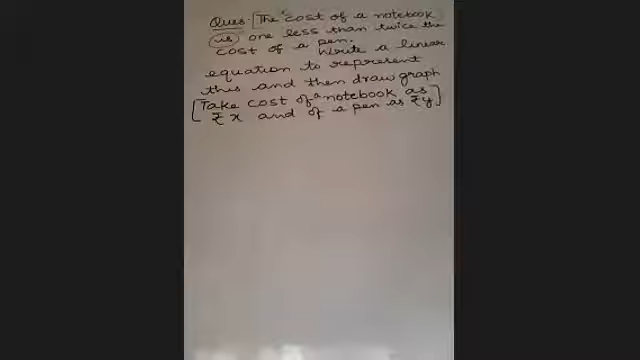 Ques. [The cost of a notebook
is one less than twice the
cost of a pen. Write a linear
equation to represent
this and then draw graph
[Take cost of a notebook as
₹ x and of a pen as ₹ y]